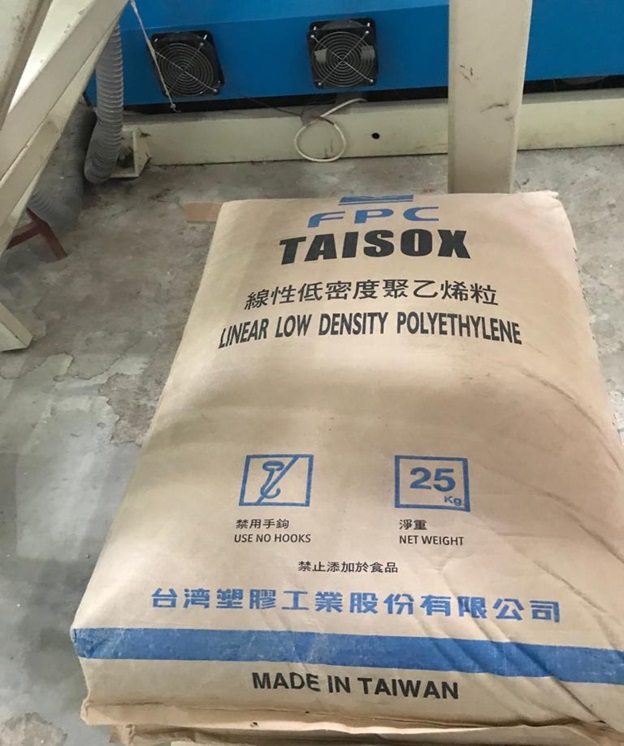 FPC
TAISOX
線性低密度聚乙烯粒
LINEAR LOW DENSITY POLYETHYLENE
25
Kg
禁用手鉤
USE NO HOOKS
淨重
NET WEIGHT
禁止添加於食品
台湾塑膠工業股份有限公司
MADE IN TAIWAN